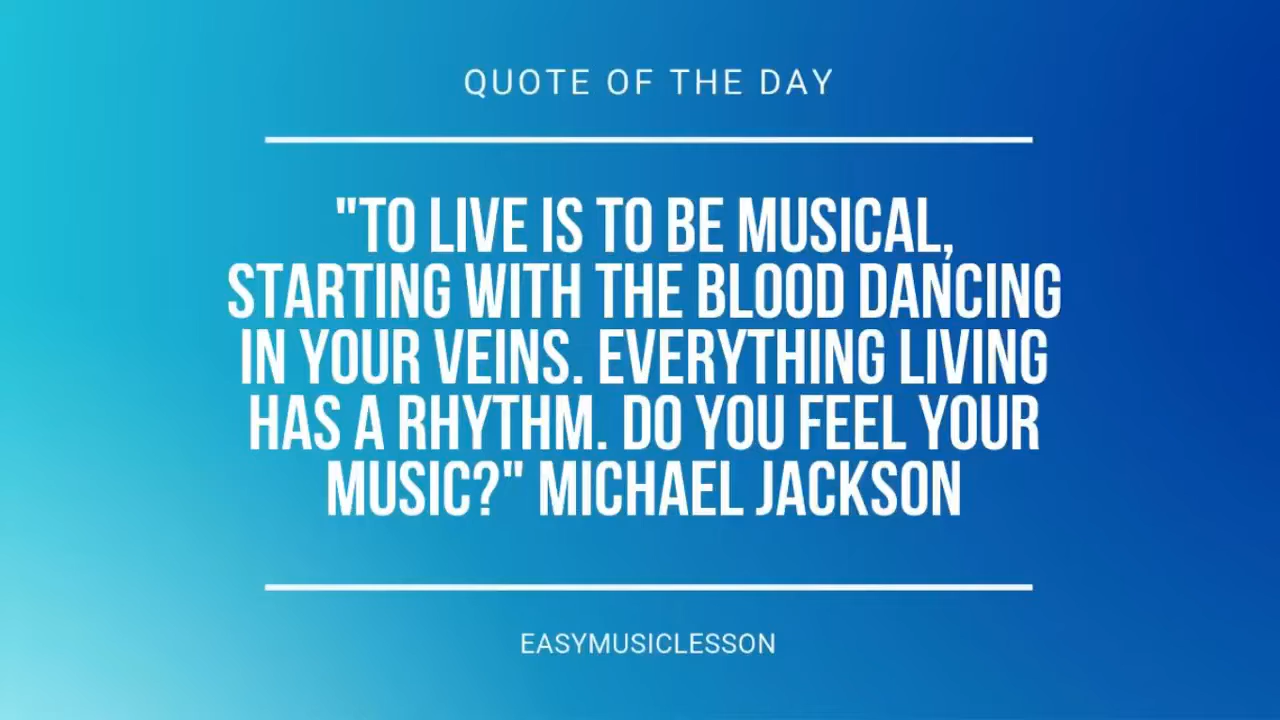 QUOTE OF THE DAY
"TO LIVE IS TO BE MUSICAL,
STARTING WITH THE BLOOD DANCING
IN YOUR VEINS. EVERYTHING LIVING
HAS A RHYTHM. DO YOU FEEL YOUR
MUSIC?" MICHAEL JACKSON
EASYMUSICLESSON